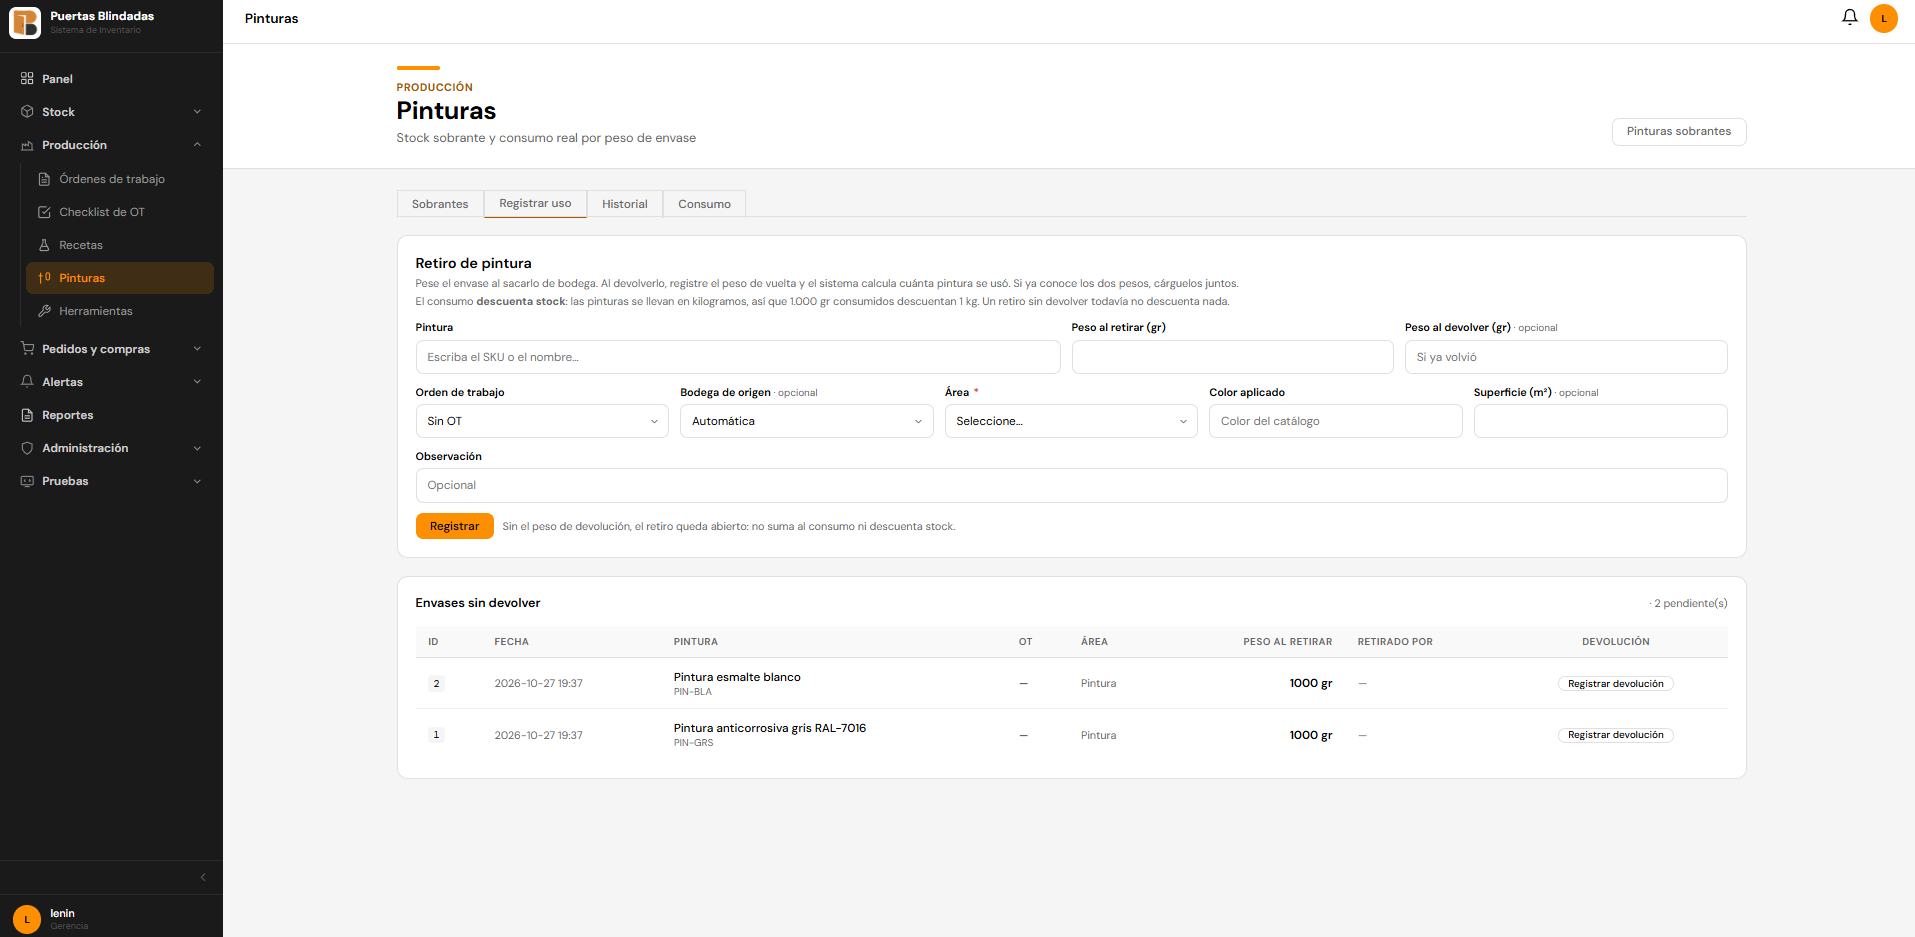 Puertas Blindadas
Sistema de Inventario
Panel
Stock
Producción
Órdenes de trabajo
Checklist de OT
Recetas
Pinturas
Herramientas
Pedidos y compras
Alertas
Reportes
Administración
Pruebas
L
lenin
Gerencia
Pinturas
L
PRODUCCIÓN
Pinturas
Stock sobrante y consumo real por peso de envase
Pinturas sobrantes
Sobrantes Registrar uso Historial Consumo
Retiro de pintura
Pese el envase al sacarlo de bodega. Al devolverlo, registre el peso de vuelta y el sistema calcula cuánta pintura se usó. Si ya conoce los dos pesos, cárguelos juntos.
El consumo descuenta stock: las pinturas se llevan en kilogramos, así que 1.000 gr consumidos descuentan 1 kg. Un retiro sin devolver todavía no descuenta nada.
Pintura Peso al retirar (gr) Peso al devolver (gr) · opcional
Escriba el SKU o el nombre... Si ya volvió
Orden de trabajo Bodega de origen · opcional Área * Color aplicado Superficie (m²) · opcional
Sin OT Automática Seleccione... Color del catálogo
Observación
Opcional
Registrar Sin el peso de devolución, el retiro queda abierto: no suma al consumo ni descuenta stock.
Envases sin devolver · 2 pendiente(s)
ID FECHA PINTURA OT ÁREA PESO AL RETIRAR RETIRADO POR DEVOLUCIÓN
2 2026-10-27 19:37 Pintura esmalte blanco — Pintura 1000 gr — Registrar devolución
PIN-BLA
1 2026-10-27 19:37 Pintura anticorrosiva gris RAL-7016 — Pintura 1000 gr — Registrar devolución
PIN-GRS